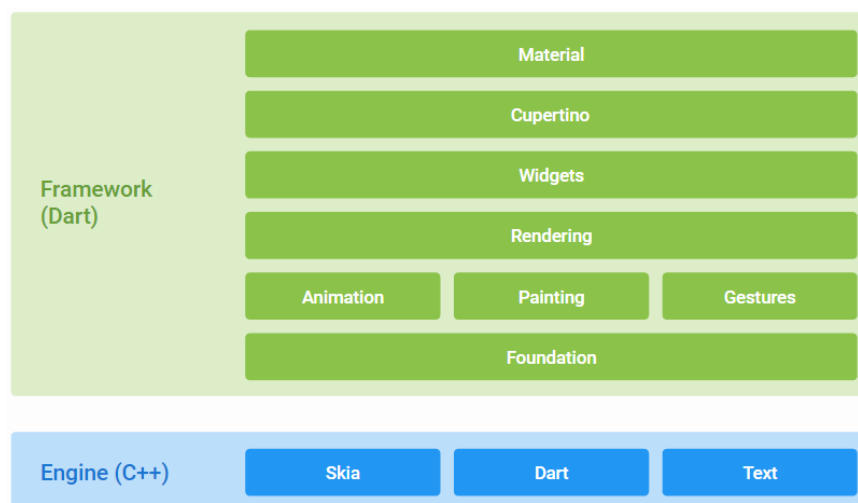 Material
Cupertino
Widgets
Framework
(Dart)
Rendering
Animation Painting Gestures
Foundation
Engine (C++) Skia Dart Text